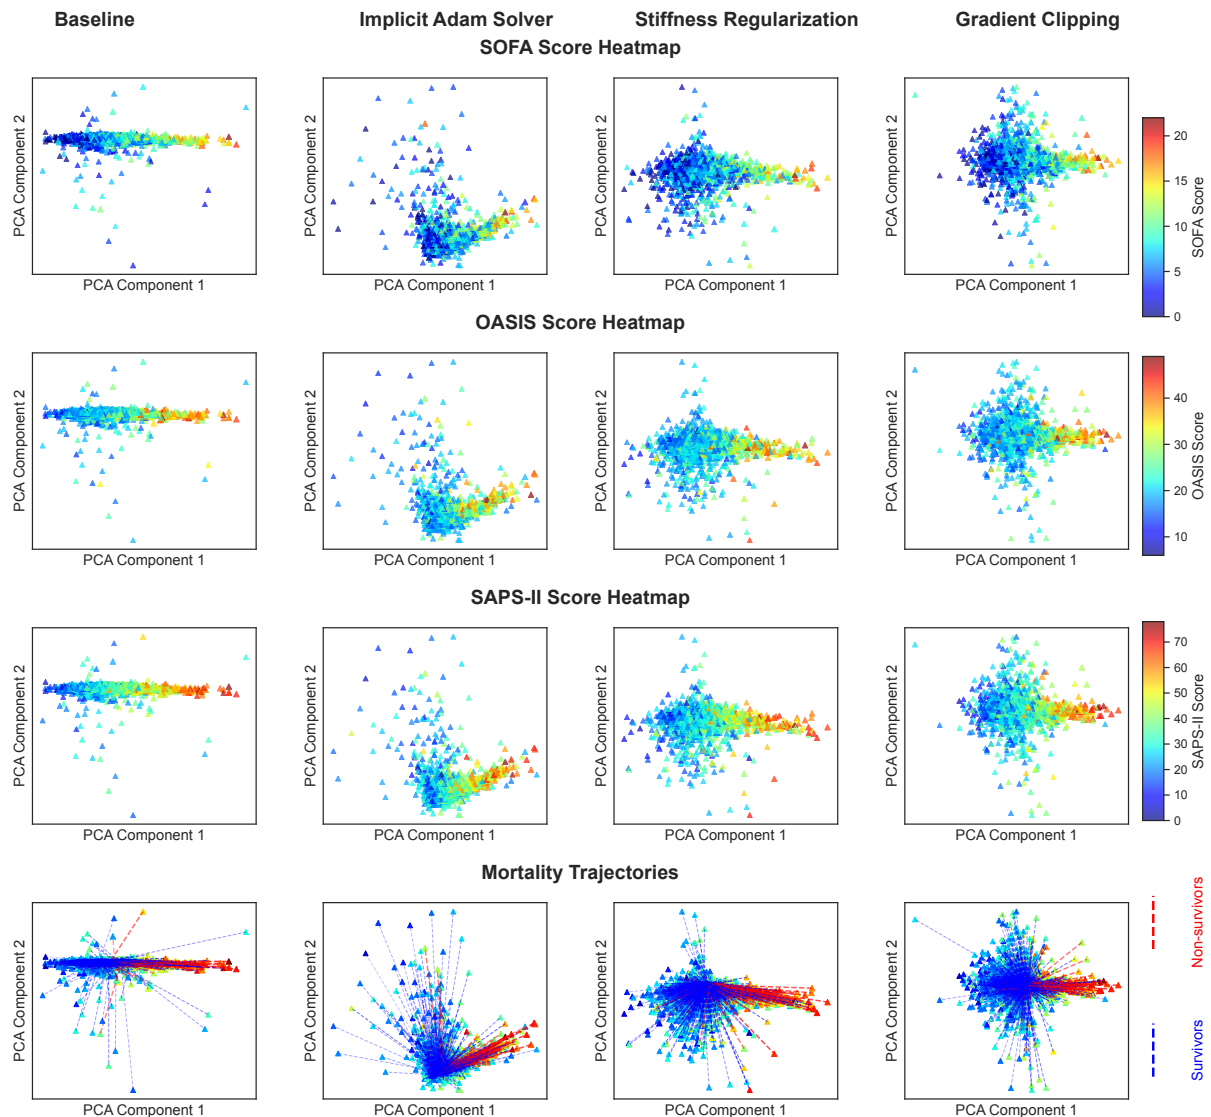 Baseline
Implicit Adam Solver
Stiffness Regularization
Gradient Clipping
SOFA Score Heatmap
PCA Component 2
PCA Component 1
PCA Component 2
PCA Component 1
PCA Component 2
PCA Component 1
PCA Component 2
PCA Component 1
20
15
10
5
0
SOFA Score
OASIS Score Heatmap
PCA Component 2
PCA Component 1
PCA Component 2
PCA Component 1
PCA Component 2
PCA Component 1
PCA Component 2
PCA Component 1
40
30
20
10
OASIS Score
SAPS-II Score Heatmap
PCA Component 2
PCA Component 1
PCA Component 2
PCA Component 1
PCA Component 2
PCA Component 1
PCA Component 2
PCA Component 1
70
60
50
40
30
20
10
0
SAPS-II Score
Mortality Trajectories
PCA Component 2
PCA Component 1
PCA Component 2
PCA Component 1
PCA Component 2
PCA Component 1
PCA Component 2
PCA Component 1
Non-survivors
Survivors